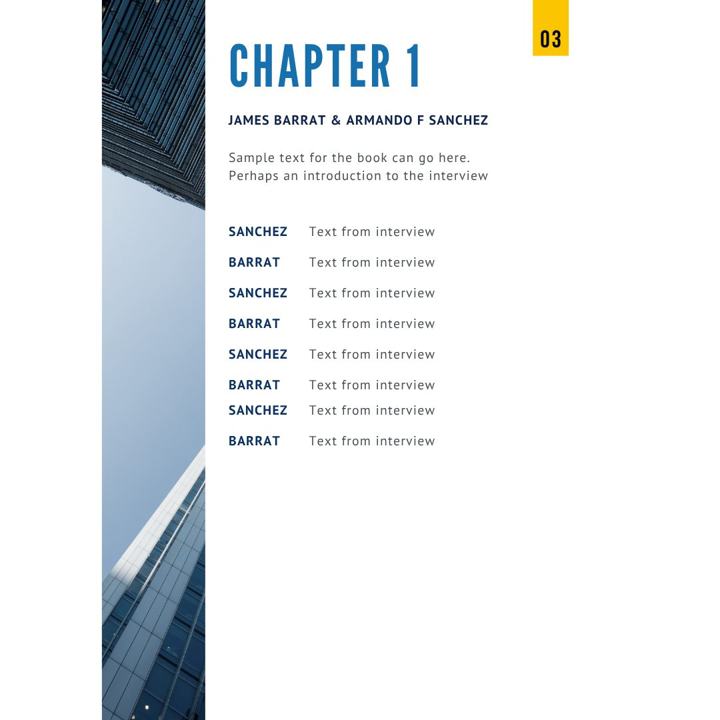 03
CHAPTER 1
JAMES BARRAT & ARMANDO F SANCHEZ
Sample text for the book can go here.
Perhaps an introduction to the interview
SANCHEZ Text from interview
BARRAT Text from interview
SANCHEZ Text from interview
BARRAT Text from interview
SANCHEZ Text from interview
BARRAT Text from interview
SANCHEZ Text from interview
BARRAT Text from interview